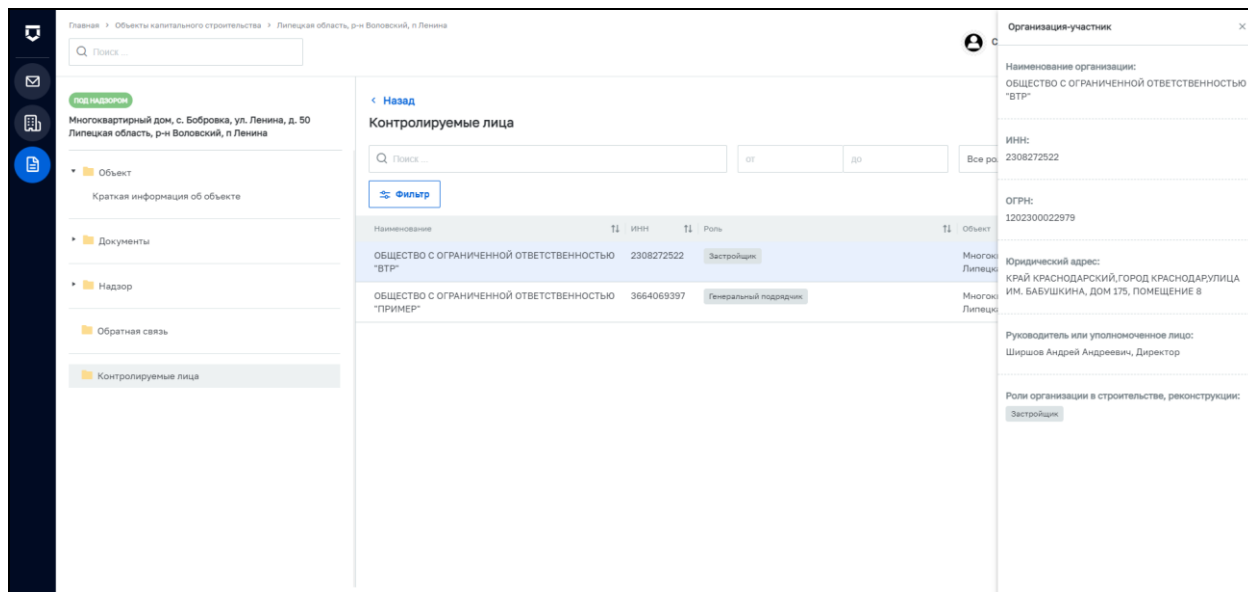 Главная > Объекты капитального строительства > Липецкая область, р-н Воловский, п Ленина
Поиск ...
С
ПОД НАДЗОРОМ
Многоквартирный дом, с. Бобровка, ул. Ленина, д. 50
Липецкая область, р-н Воловский, п Ленина
Объект
Краткая информация об объекте
Документы
Надзор
Обратная связь
Контролируемые лица
< Назад
Контролируемые лица
Поиск ...
от
до
Все ро
Фильтр
Наименование
ИНН
Роль
Объект
ОБЩЕСТВО С ОГРАНИЧЕННОЙ ОТВЕТСТВЕННОСТЬЮ 2308272522 Застройщик Многок
"ВТР" Липецк
ОБЩЕСТВО С ОГРАНИЧЕННОЙ ОТВЕТСТВЕННОСТЬЮ 3664069397 Генеральный подрядчик Многок
"ПРИМЕР" Липецк
Организация-участник
Наименование организации:
ОБЩЕСТВО С ОГРАНИЧЕННОЙ ОТВЕТСТВЕННОСТЬЮ
"ВТР"
ИНН:
2308272522
ОГРН:
1202300022979
Юридический адрес:
КРАЙ КРАСНОДАРСКИЙ,ГОРОД КРАСНОДАР,УЛИЦА
ИМ. БАБУШКИНА, ДОМ 175, ПОМЕЩЕНИЕ 8
Руководитель или уполномоченное лицо:
Ширшов Андрей Андреевич, Директор
Роли организации в строительстве, реконструкции:
Застройщик